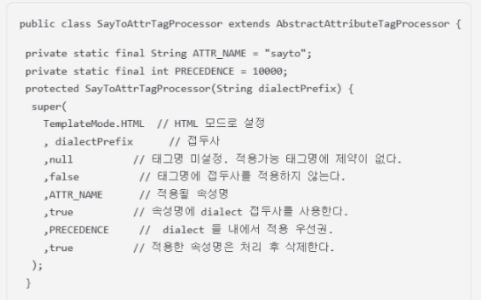 public class SayToAttrTagProcessor extends AbstractAttributeTagProcessor {
private static final String ATTR_NAME = "sayto";
private static final int PRECEDENCE = 10000;
protected SayToAttrTagProcessor(String dialectPrefix) {
super(
TemplateMode.HTML // HTML 모드로 설정
, dialectPrefix // 접두사
,null // 태그명 미설정. 적용가능 태그명에 제약이 없다.
,false // 태그명에 접두사를 적용하지 않는다.
,ATTR_NAME // 적용될 속성명
,true // 속성명에 dialect 접두사를 사용한다.
,PRECEDENCE // dialect 들 내에서 적용 우선권.
,true // 적용한 속성명은 처리 후 삭제한다.
);
}